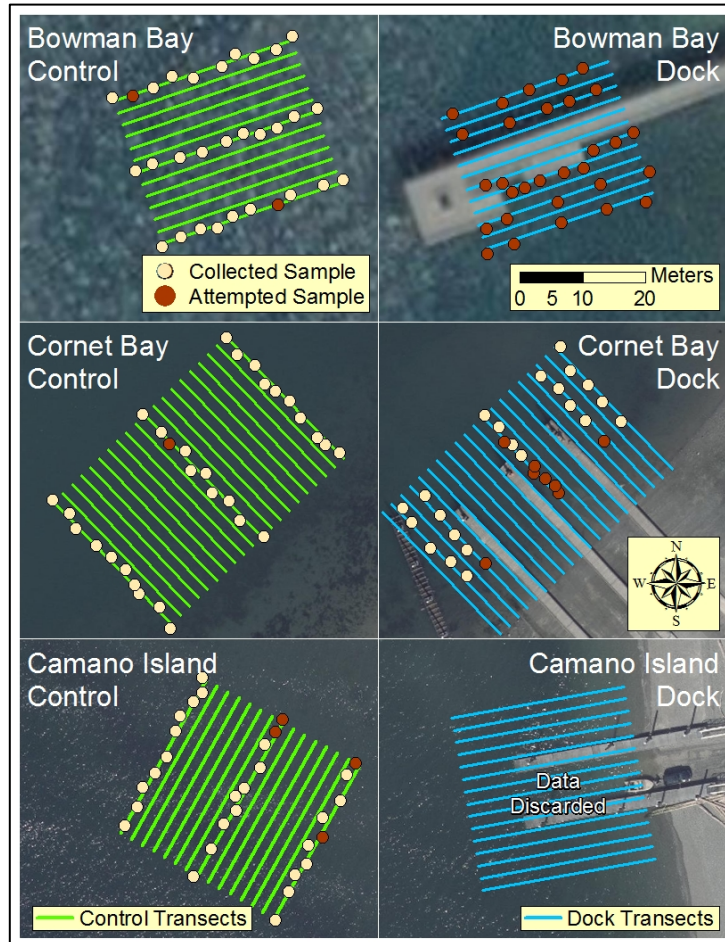 Bowman Bay
Control
Bowman Bay
Dock
Collected Sample
Attempted Sample
Meters
0 5 10 20
Cornet Bay
Control
Cornet Bay
Dock
N
W E
S
Camano Island
Control
Camano Island
Dock
Data
Discarded
Control Transects
Dock Transects